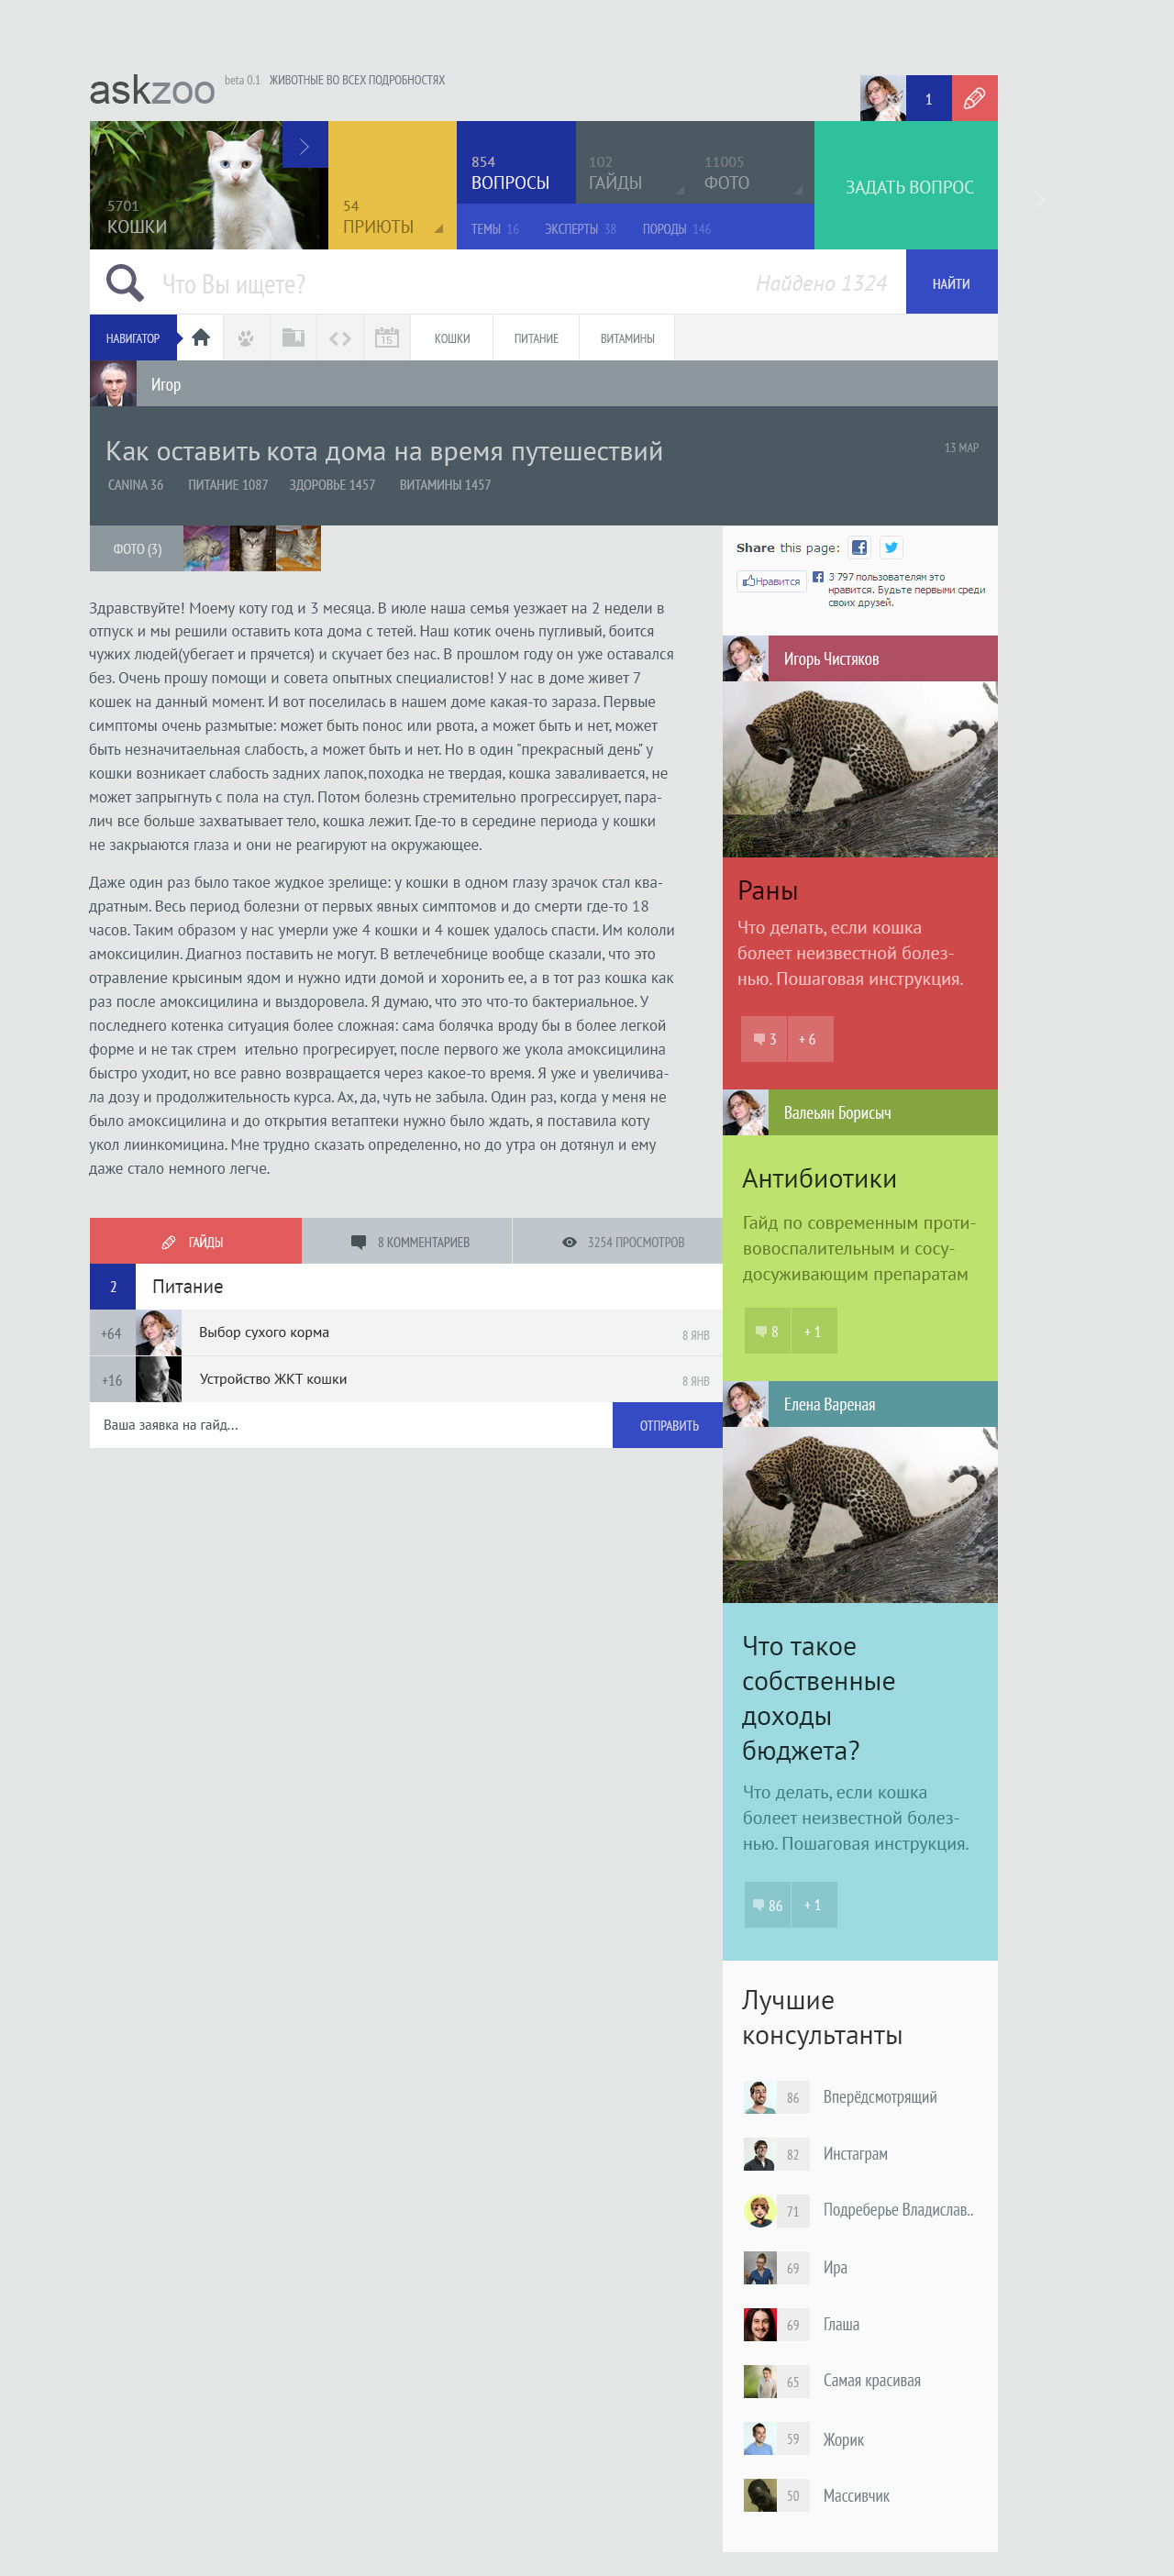 askzoo beta 0.1 ЖИВОТНЫЕ ВО ВСЕХ ПОДРОБНОСТЯХ
1
5701
КОШКИ
54
ПРИЮТЫ
854
ВОПРОСЫ
102
ГАЙДЫ
11005
ФОТО
ТЕМЫ 16 ЭКСПЕРТЫ 38 ПОРОДЫ 146
ЗАДАТЬ ВОПРОС
Что Вы ищете? Найдено 1324 НАЙТИ
НАВИГАТОР 15 КОШКИ ПИТАНИЕ ВИТАМИНЫ
Игор
Как оставить кота дома на время путешествий 13 МАР
CANINA 36 ПИТАНИЕ 1087 ЗДОРОВЬЕ 1457 ВИТАМИНЫ 1457
ФОТО (3)
Здравствуйте! Моему коту год и 3 месяца. В июле наша семья уезжает на 2 недели в
отпуск и мы решили оставить кота дома с тетей. Наш котик очень пугливый, боится
чужих людей(убегает и прячется) и скучает без нас. В прошлом году он уже оставался
без. Очень прошу помощи и совета опытных специалистов! У нас в доме живет 7
кошек на данный момент. И вот поселилась в нашем доме какая-то зараза. Первые
симптомы очень размытые: может быть понос или рвота, а может быть и нет, может
быть незначитаельная слабость, а может быть и нет. Но в один "прекрасный день" у
кошки возникает слабость задних лапок,походка не твердая, кошка заваливается, не
может запрыгнуть с пола на стул. Потом болезнь стремительно прогрессирует, пара-
лич все больше захватывает тело, кошка лежит. Где-то в середине периода у кошки
не закрыаются глаза и они не реагируют на окружающее.
Даже один раз было такое жудкое зрелище: у кошки в одном глазу зрачок стал ква-
дратным. Весь период болезни от первых явных симптомов и до смерти где-то 18
часов. Таким образом у нас умерли уже 4 кошки и 4 кошек удалось спасти. Им кололи
амоксицилин. Диагноз поставить не могут. В ветлечебнице вообще сказали, что это
отравление крысиным ядом и нужно идти домой и хоронить ее, а в тот раз кошка как
раз после амоксицилина и выздоровела. Я думаю, что это что-то бактериальное. У
последнего котенка ситуация более сложная: сама болячка вроду бы в более легкой
форме и не так стрем ительно прогресирует, после первого же укола амоксицилина
быстро уходит, но все равно возвращается через какое-то время. Я уже и увеличива-
ла дозу и продолжительность курса. Ах, да, чуть не забыла. Один раз, когда у меня не
было амоксицилина и до открытия ветаптеки нужно было ждать, я поставила коту
укол лиинкомицина. Мне трудно сказать определенно, но до утра он дотянул и ему
даже стало немного легче.
ГАЙДЫ 8 КОММЕНТАРИЕВ 3254 ПРОСМОТРОВ
2 Питание
+64 Выбор сухого корма 8 ЯНВ
+16 Устройство ЖКТ кошки 8 ЯНВ
Ваша заявка на гайд... ОТПРАВИТЬ
Share this page:
Нравится
3 797 пользователям это
нравится. Будьте первыми среди
своих друзей.
Игорь Чистяков
Раны
Что делать, если кошка
болеет неизвестной болез-
нью. Пошаговая инструкция.
3 + 6
Валеьян Борисыч
Антибиотики
Гайд по современным проти-
вовоспалительным и сосу-
досуживающим препаратам
8 + 1
Елена Вареная
Что такое
собственные
доходы
бюджета?
Что делать, если кошка
болеет неизвестной болез-
нью. Пошаговая инструкция.
86 + 1
Лучшие
консультанты
86 Вперёдсмотрящий
82 Инстаграм
71 Подреберье Владислав..
69 Ира
69 Глаша
65 Самая красивая
59 Жорик
50 Массивчик